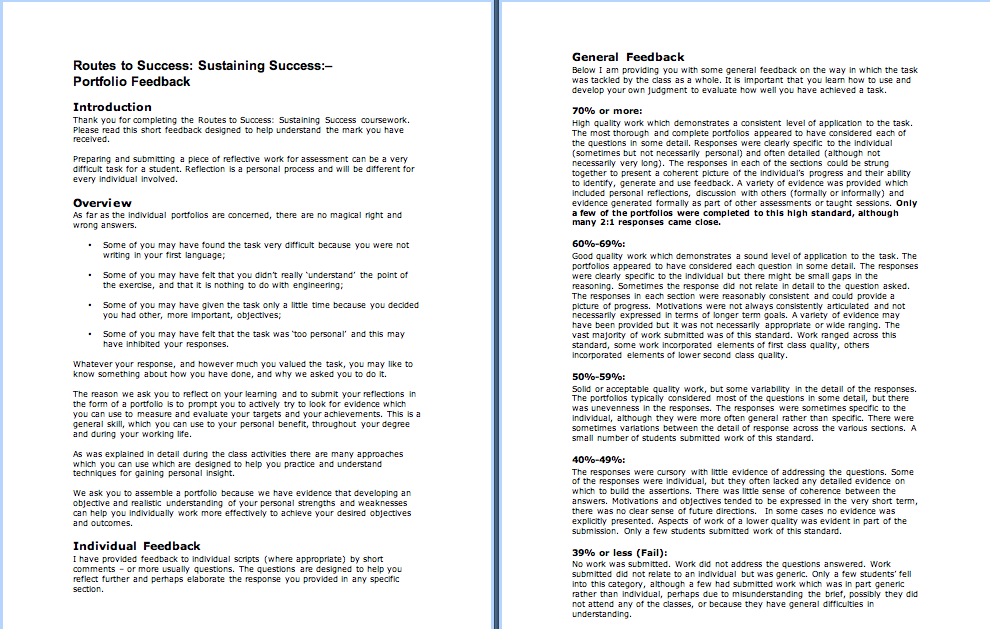 Routes to Success: Sustaining Success:–
Portfolio Feedback
Introduction
Thank you for completing the Routes to Success: Sustaining Success coursework.
Please read this short feedback designed to help understand the mark you have
received.
Preparing and submitting a piece of reflective work for assessment can be a very
difficult task for a student. Reflection is a personal process and will be different for
every individual involved.
Overview
As far as the individual portfolios are concerned, there are no magical right and
wrong answers.
• Some of you may have found the task very difficult because you were not
writing in your first language;
• Some of you may have felt that you didn't really 'understand' the point of
the exercise, and that it is nothing to do with engineering;
• Some of you may have given the task only a little time because you decided
you had other, more important, objectives;
• Some of you may have felt that the task was 'too personal' and this may
have inhibited your responses.
Whatever your response, and however much you valued the task, you may like to
know something about how you have done, and why we asked you to do it.
The reason we ask you to reflect on your learning and to submit your reflections in
the form of a portfolio is to prompt you to actively try to look for evidence which
you can use to measure and evaluate your targets and your achievements. This is a
general skill, which you can use to your personal benefit, throughout your degree
and during your working life.
As was explained in detail during the class activities there are many approaches
which you can use which are designed to help you practice and understand
techniques for gaining personal insight.
We ask you to assemble a portfolio because we have evidence that developing an
objective and realistic understanding of your personal strengths and weaknesses
can help you individually work more effectively to achieve your desired objectives
and outcomes.
Individual Feedback
I have provided feedback to individual scripts (where appropriate) by short
comments – or more usually questions. The questions are designed to help you
reflect further and perhaps elaborate the response you provided in any specific
section.
General Feedback
Below I am providing you with some general feedback on the way in which the task
was tackled by the class as a whole. It is important that you learn how to use and
develop your own judgment to evaluate how well you have achieved a task.
70% or more:
High quality work which demonstrates a consistent level of application to the task.
The most thorough and complete portfolios appeared to have considered each of
the questions in some detail. Responses were clearly specific to the individual
(sometimes but not necessarily personal) and often detailed (although not
necessarily very long). The responses in each of the sections could be strung
together to present a coherent picture of the individual's progress and their ability
to identify, generate and use feedback. A variety of evidence was provided which
included personal reflections, discussion with others (formally or informally) and
evidence generated formally as part of other assessments or taught sessions. Only
a few of the portfolios were completed to this high standard, although
many 2:1 responses came close.
60%-69%:
Good quality work which demonstrates a sound level of application to the task. The
portfolios appeared to have considered each question in some detail. The responses
were clearly specific to the individual but there might be small gaps in the
reasoning. Sometimes the response did not relate in detail to the question asked.
The responses in each section were reasonably consistent and could provide a
picture of progress. Motivations were not always consistently articulated and not
necessarily expressed in terms of longer term goals. A variety of evidence may
have been provided but it was not necessarily appropriate or wide ranging. The
vast majority of work submitted was of this standard. Work ranged across this
standard, some work incorporated elements of first class quality, others
incorporated elements of lower second class quality.
50%-59%:
Solid or acceptable quality work, but some variability in the detail of the responses.
The portfolios typically considered most of the questions in some detail, but there
was unevenness in the responses. The responses were sometimes specific to the
individual, although they were more often general rather than specific. There were
sometimes variations between the detail of response across the various sections. A
small number of students submitted work of this standard.
40%-49%:
The responses were cursory with little evidence of addressing the questions. Some
of the responses were individual, but they often lacked any detailed evidence on
which to build the assertions. There was little sense of coherence between the
answers. Motivations and objectives tended to be expressed in the very short term,
there was no clear sense of future directions. In some cases no evidence was
explicitly presented. Aspects of work of a lower quality was evident in part of the
submission. Only a few students submitted work of this standard.
39% or less (Fail):
No work was submitted. Work did not address the questions answered. Work
submitted did not relate to an individual but was generic. Only a few students' fell
into this category, although a few had submitted work which was in part generic
rather than individual, perhaps due to misunderstanding the brief, possibly they did
not attend any of the classes, or because they have general difficulties in
understanding.